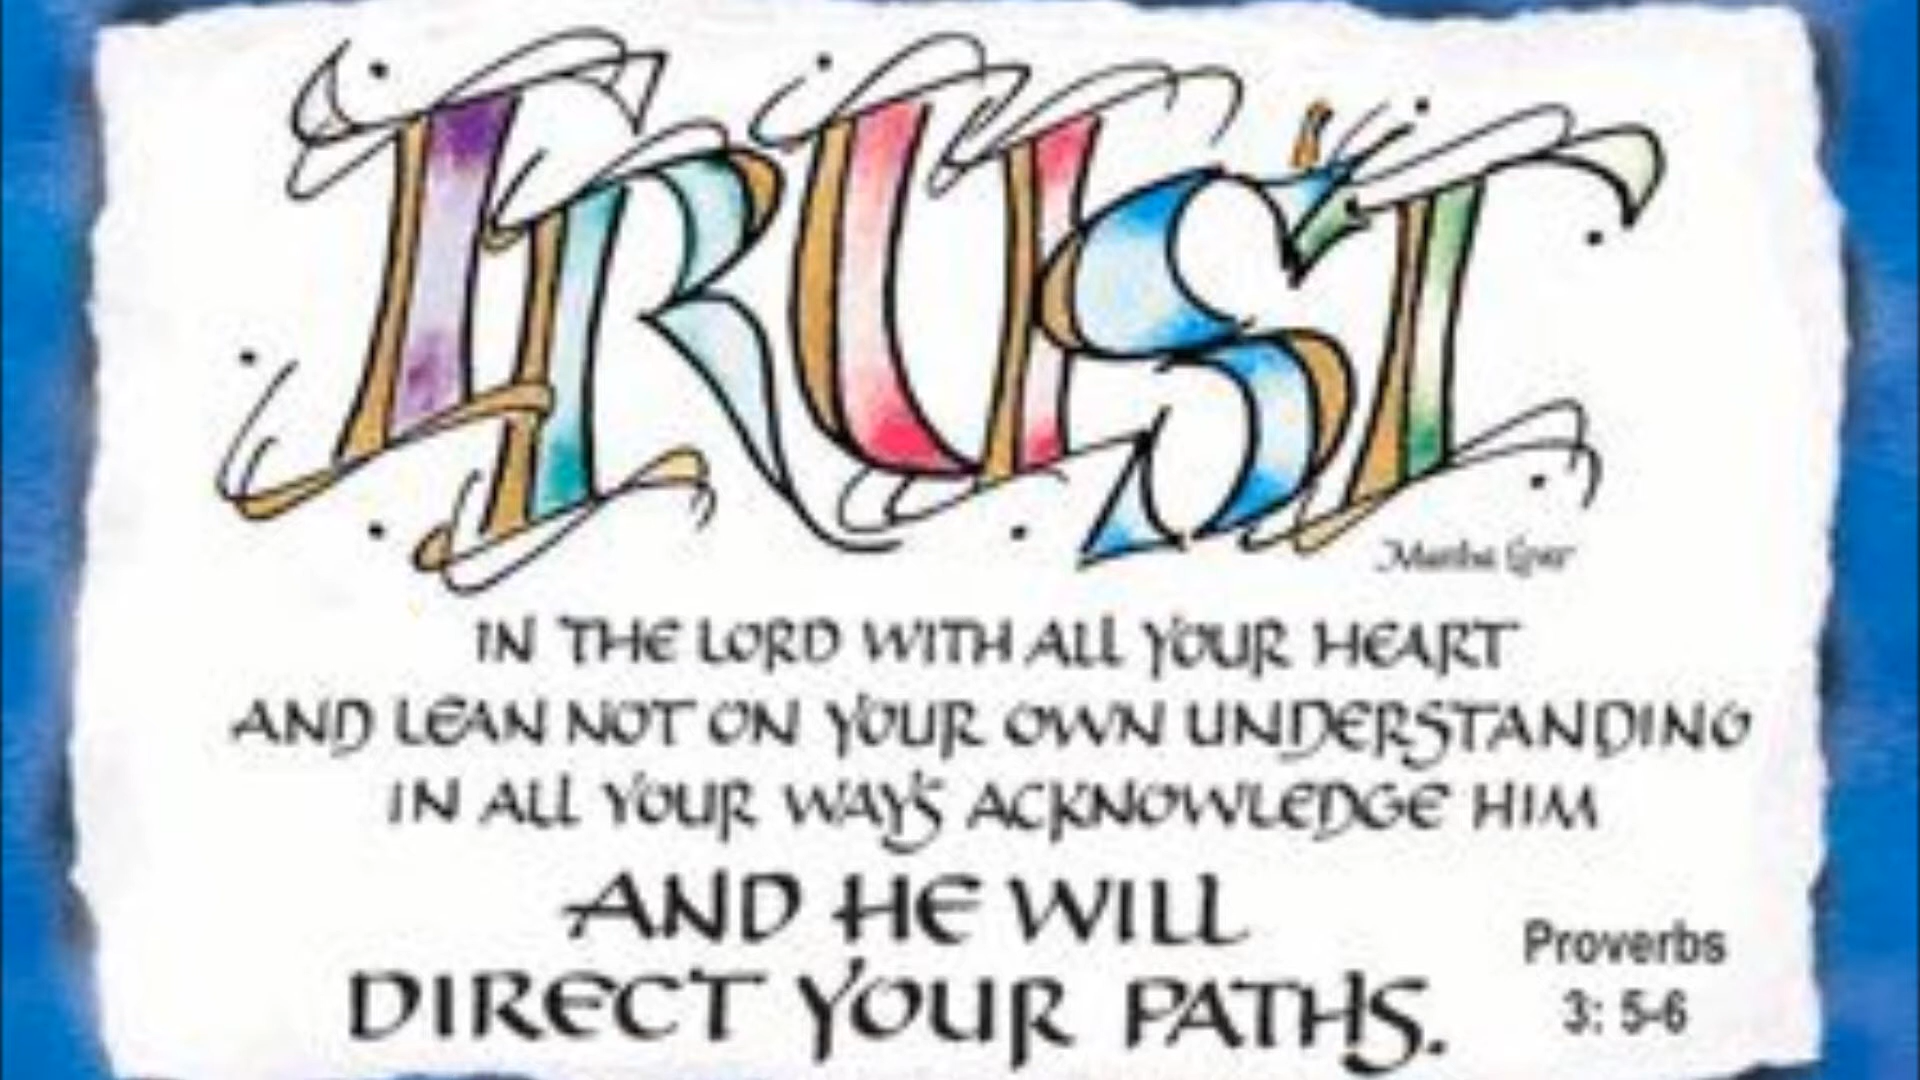 TRUST
IN THE LORD WITH ALL YOUR HEART
AND LEAN NOT ON YOUR OWN UNDERSTANDING
IN ALL YOUR WAYS ACKNOWLEDGE HIM
AND HE WILL
DIRECT YOUR PATHS.
Proverbs
3: 5-6